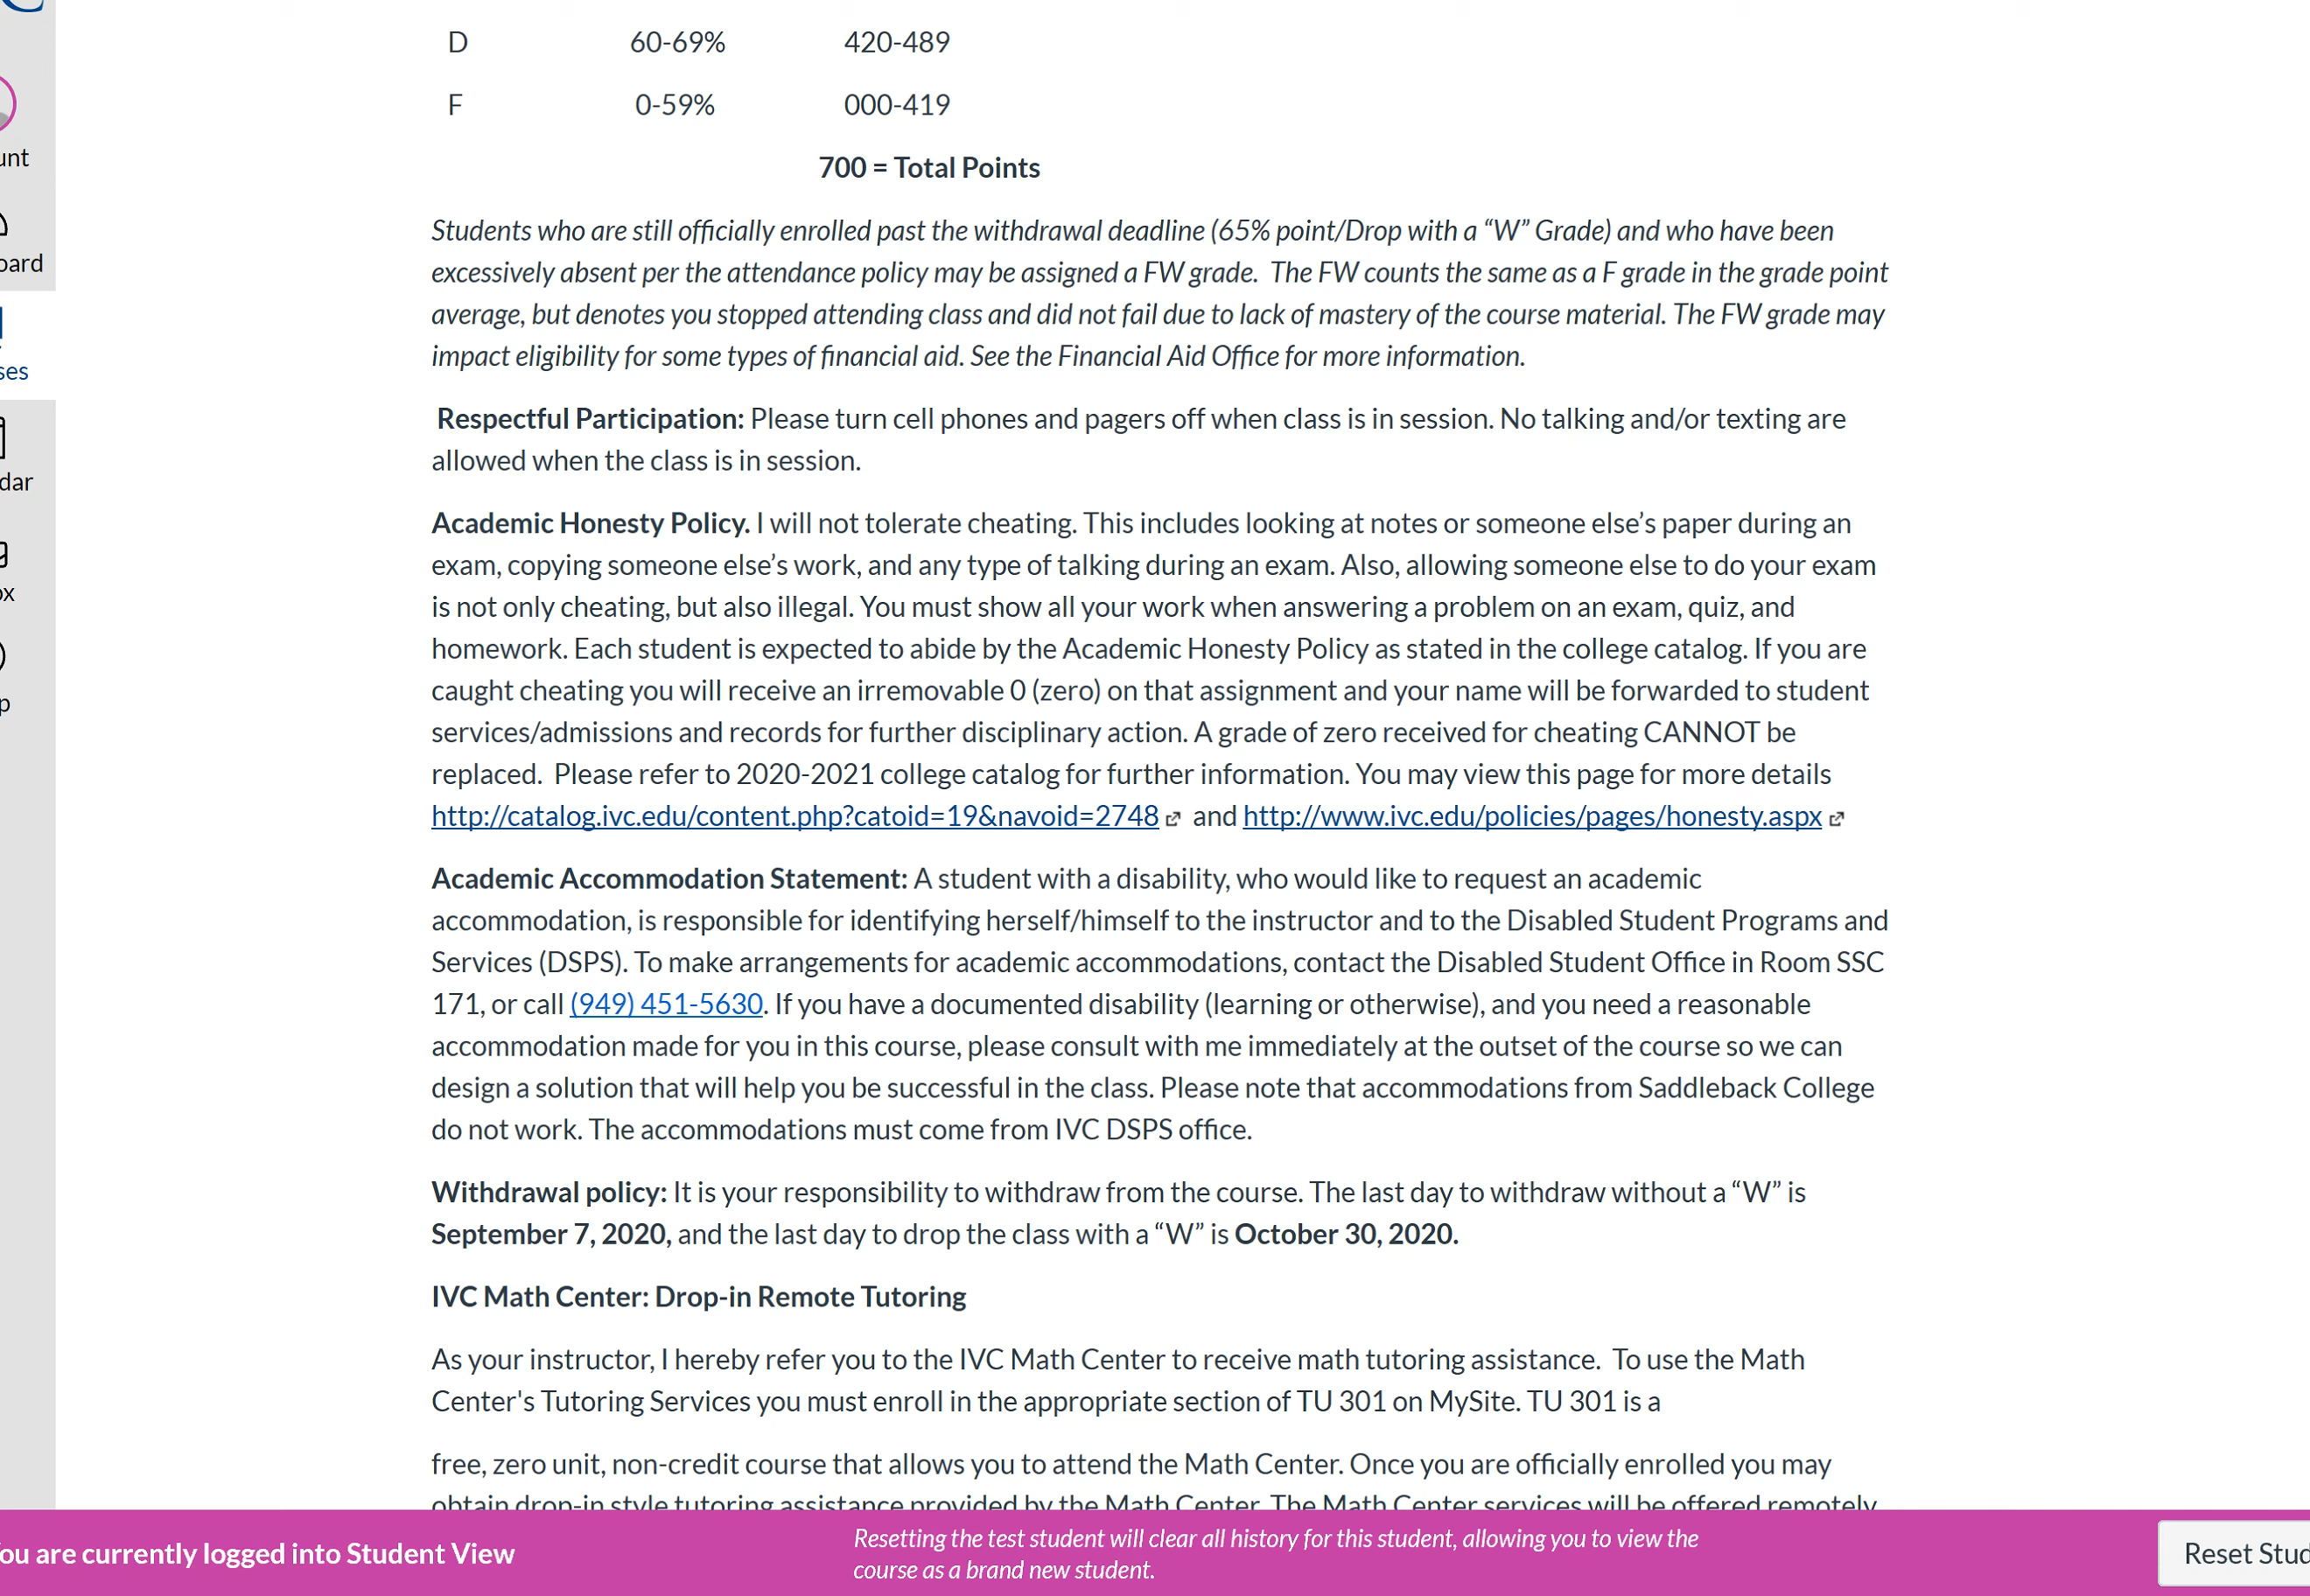 D 60-69% 420-489
F 0-59% 000-419
700 = Total Points
Students who are still officially enrolled past the withdrawal deadline (65% point/Drop with a “W” Grade) and who have been
excessively absent per the attendance policy may be assigned a FW grade.  The FW counts the same as a F grade in the grade point
average, but denotes you stopped attending class and did not fail due to lack of mastery of the course material. The FW grade may
impact eligibility for some types of financial aid. See the Financial Aid Office for more information.
Respectful Participation: Please turn cell phones and pagers off when class is in session. No talking and/or texting are
allowed when the class is in session.
Academic Honesty Policy. I will not tolerate cheating. This includes looking at notes or someone else’s paper during an
exam, copying someone else’s work, and any type of talking during an exam. Also, allowing someone else to do your exam
is not only cheating, but also illegal. You must show all your work when answering a problem on an exam, quiz, and
homework. Each student is expected to abide by the Academic Honesty Policy as stated in the college catalog. If you are
caught cheating you will receive an irremovable 0 (zero) on that assignment and your name will be forwarded to student
services/admissions and records for further disciplinary action. A grade of zero received for cheating CANNOT be
replaced.  Please refer to 2020-2021 college catalog for further information. You may view this page for more details
http://catalog.ivc.edu/content.php?catoid=19&navoid=2748 and http://www.ivc.edu/policies/pages/honesty.aspx
Academic Accommodation Statement: A student with a disability, who would like to request an academic
accommodation, is responsible for identifying herself/himself to the instructor and to the Disabled Student Programs and
Services (DSPS). To make arrangements for academic accommodations, contact the Disabled Student Office in Room SSC
171, or call (949) 451-5630. If you have a documented disability (learning or otherwise), and you need a reasonable
accommodation made for you in this course, please consult with me immediately at the outset of the course so we can
design a solution that will help you be successful in the class. Please note that accommodations from Saddleback College
do not work. The accommodations must come from IVC DSPS office.
Withdrawal policy: It is your responsibility to withdraw from the course. The last day to withdraw without a “W” is
September 7, 2020, and the last day to drop the class with a “W” is October 30, 2020.
IVC Math Center: Drop-in Remote Tutoring
As your instructor, I hereby refer you to the IVC Math Center to receive math tutoring assistance.  To use the Math
Center's Tutoring Services you must enroll in the appropriate section of TU 301 on MySite. TU 301 is a
free, zero unit, non-credit course that allows you to attend the Math Center. Once you are officially enrolled you may
obtain drop-in style tutoring assistance provided by the Math Center. The Math Center services will be offered remotely
unt
oard
ses
dar
ox
p
ou are currently logged into Student View
Resetting the test student will clear all history for this student, allowing you to view the
course as a brand new student.
Reset Stud